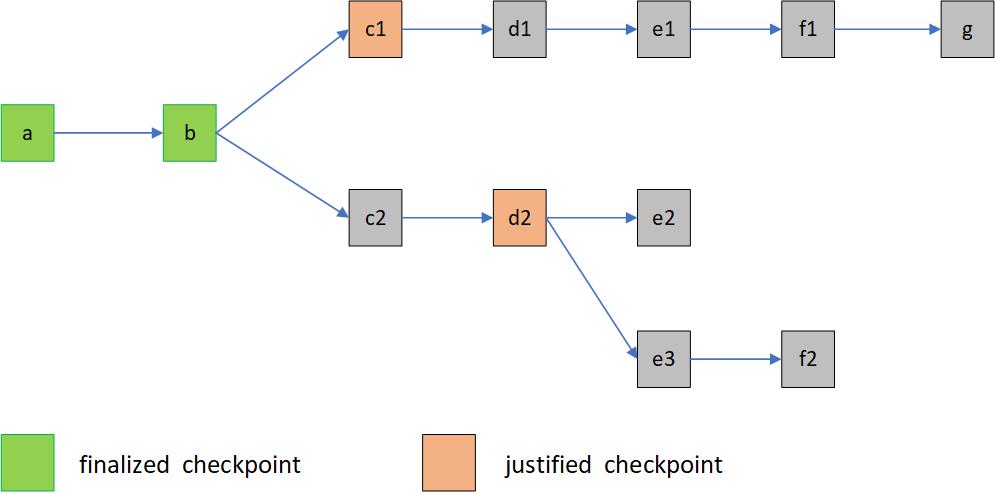 c1 d1 e1 f1 g
a b
c2 d2 e2
e3 f2
finalized checkpoint justified checkpoint